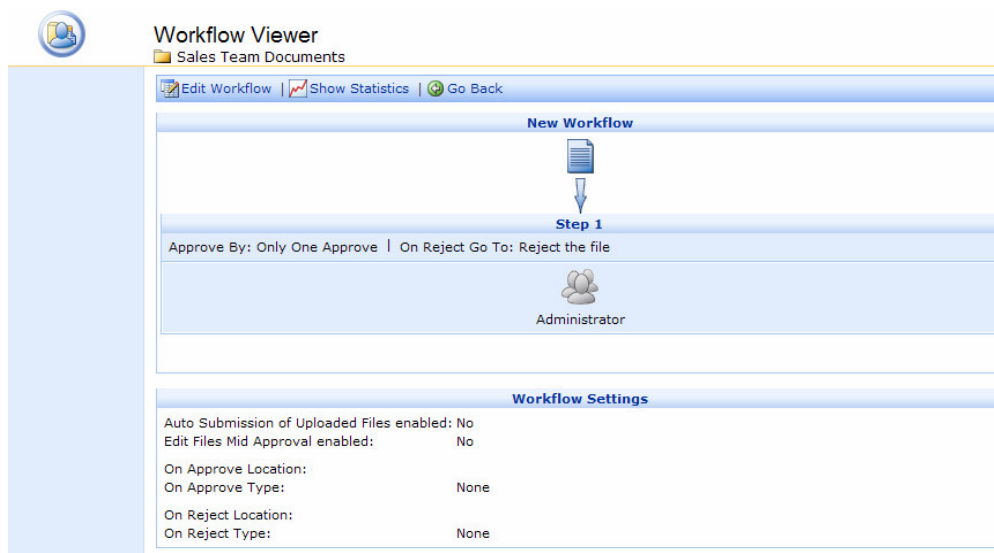 Workflow Viewer
Sales Team Documents
Edit Workflow | Show Statistics | Go Back
New Workflow
Step 1
Approve By: Only One Approve | On Reject Go To: Reject the file
Administrator
Workflow Settings
Auto Submission of Uploaded Files enabled: No
Edit Files Mid Approval enabled: No
On Approve Location:
On Approve Type: None
On Reject Location:
On Reject Type: None